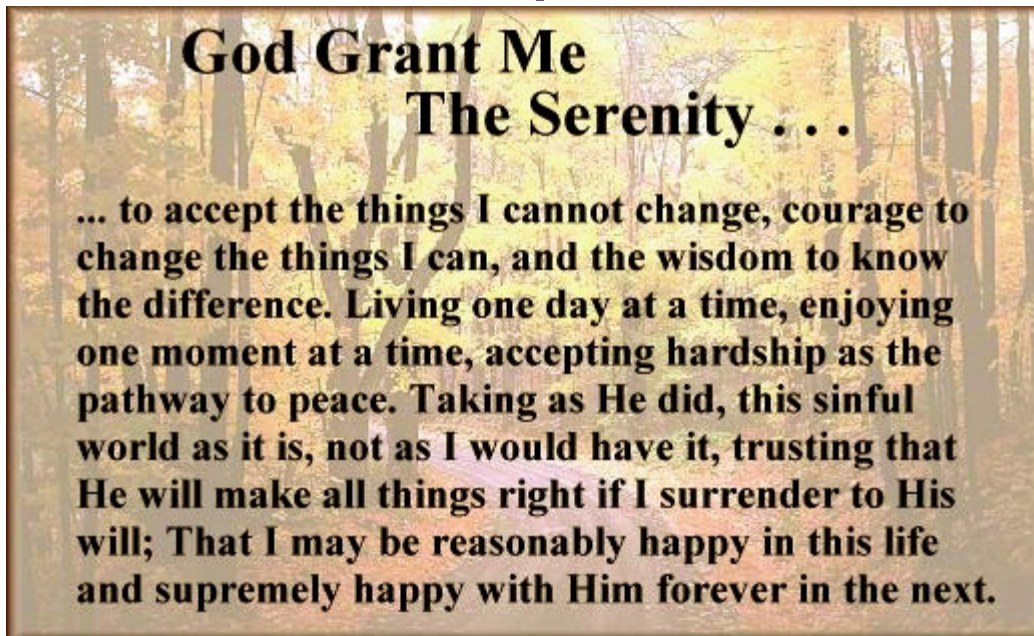 God Grant Me
The Serenity . . .
... to accept the things I cannot change, courage to
change the things I can, and the wisdom to know
the difference. Living one day at a time, enjoying
one moment at a time, accepting hardship as the
pathway to peace. Taking as He did, this sinful
world as it is, not as I would have it, trusting that
He will make all things right if I surrender to His
will; That I may be reasonably happy in this life
and supremely happy with Him forever in the next.